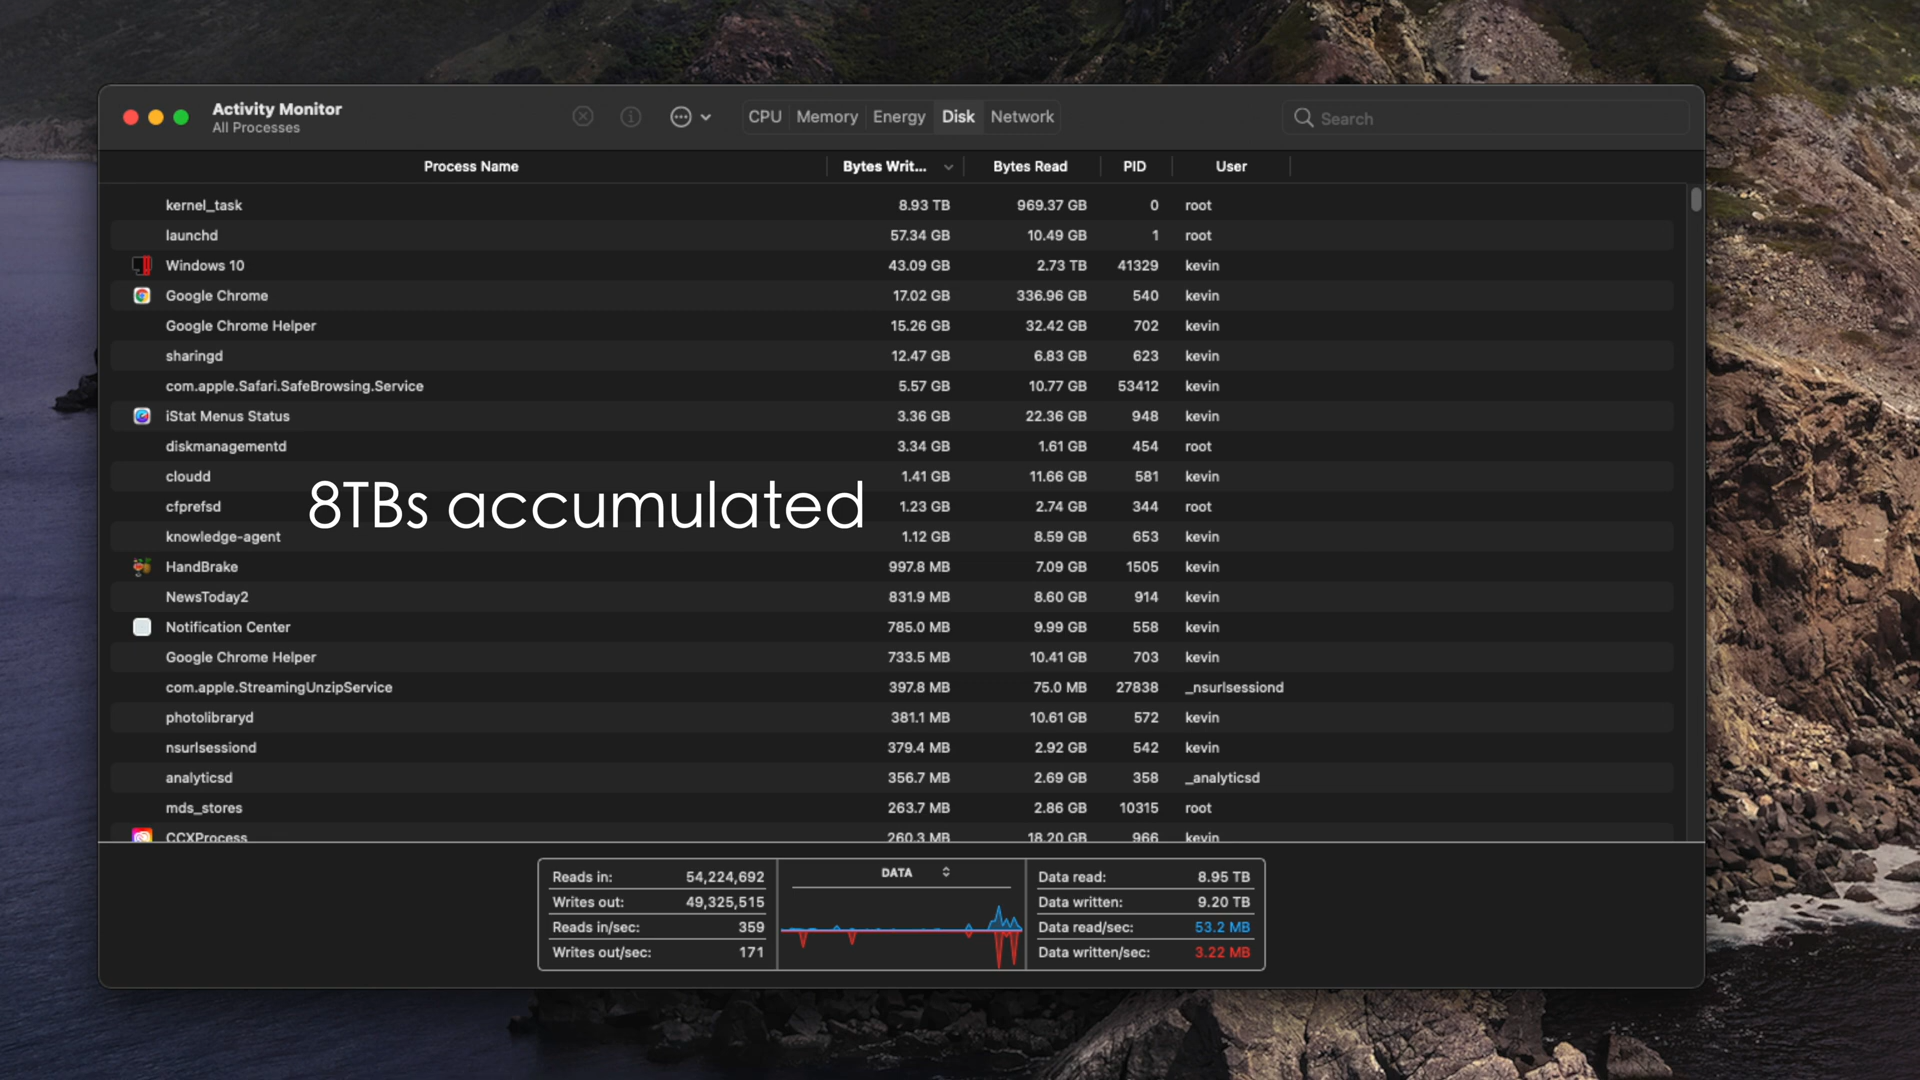 Activity Monitor
All Processes
CPU Memory Energy Disk Network
Search
Process Name Bytes Writ... Bytes Read PID User
kernel_task 8.93 TB 969.37 GB 0 root
launchd 57.34 GB 10.49 GB 1 root
Windows 10 43.09 GB 2.73 TB 41329 kevin
Google Chrome 17.02 GB 336.96 GB 540 kevin
Google Chrome Helper 15.26 GB 32.42 GB 702 kevin
sharingd 12.47 GB 6.83 GB 623 kevin
com.apple.Safari.SafeBrowsing.Service 5.57 GB 10.77 GB 53412 kevin
iStat Menus Status 3.36 GB 22.36 GB 948 kevin
diskmanagementd 3.34 GB 1.61 GB 454 root
cloudd 1.41 GB 11.66 GB 581 kevin
8TBs accumulated
cfprefsd 1.23 GB 2.74 GB 344 root
knowledge-agent 1.12 GB 8.59 GB 653 kevin
HandBrake 997.8 MB 7.09 GB 1505 kevin
NewsToday2 831.9 MB 8.60 GB 914 kevin
Notification Center 785.0 MB 9.99 GB 558 kevin
Google Chrome Helper 733.5 MB 10.41 GB 703 kevin
com.apple.StreamingUnzipService 397.8 MB 75.0 MB 27838 _nsurlsessiond
photolibraryd 381.1 MB 10.61 GB 572 kevin
nsurlsessiond 379.4 MB 2.92 GB 542 kevin
analyticsd 356.7 MB 2.69 GB 358 _analyticsd
mds_stores 263.7 MB 2.86 GB 10315 root
CCXProcess 260.3 MB 18.20 GB 966 kevin
Reads in: 54,224,692
Writes out: 49,325,515
Reads in/sec: 359
Writes out/sec: 171
DATA
Data read: 8.95 TB
Data written: 9.20 TB
Data read/sec: 53.2 MB
Data written/sec: 3.22 MB